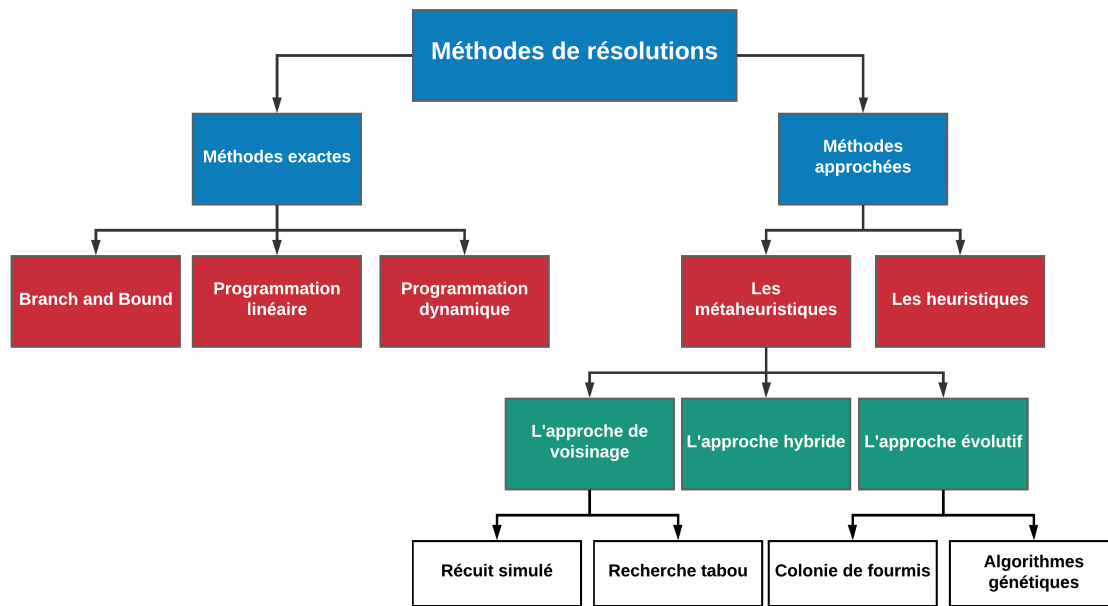 Méthodes de résolutions
Méthodes exactes
Méthodes
approchées
Branch and Bound
Programmation
linéaire
Programmation
dynamique
Les
métaheuristiques
Les heuristiques
L'approche de
voisinage
L'approche hybride
L'approche évolutif
Récuit simulé
Recherche tabou
Colonie de fourmis
Algorithmes
génétiques